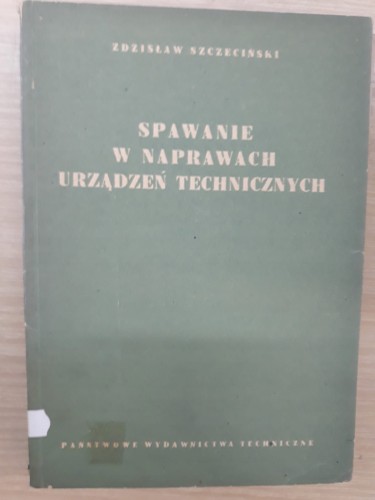 ZDZISŁAW SZCZECIŃSKI
SPAWANIE
W NAPRAWACH
URZĄDZEŃ TECHNICZNYCH
PAŃSTWOWE WYDAWNICTWA TECHNICZNE